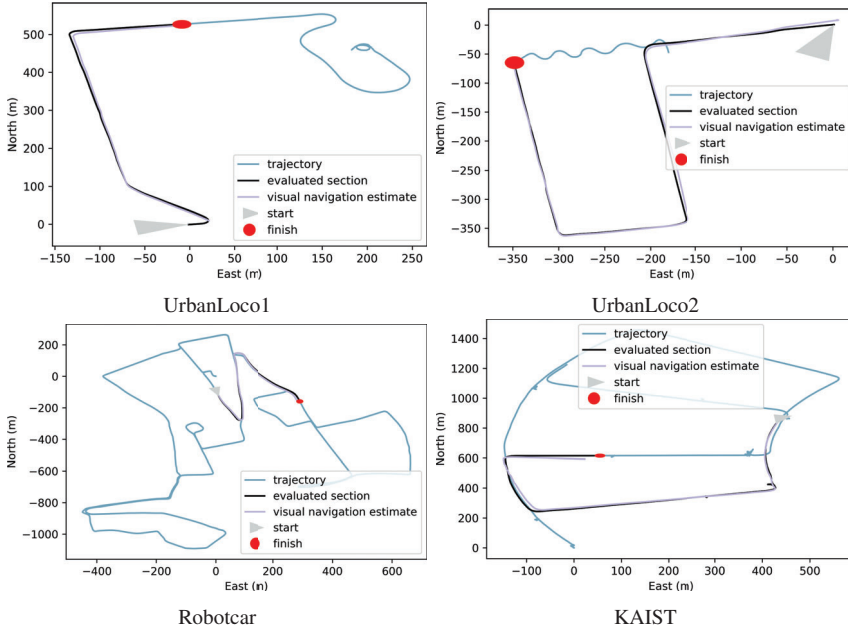 500
400
300
200
100
0
North (m)
trajectory
evaluated section
visual navigation estimate
start
finish
−150 −100 −50 0 50 100 150 200 250
East (m)
UrbanLoco1
0
−50
−100
−150
−200
−250
−300
−350
North (m)
trajectory
evaluated section
visual navigation estimate
start
finish
−350 −300 −250 −200 −150 −100 −50 0
East (m)
UrbanLoco2
200
0
−200
−400
−600
−800
−1000
North (m)
trajectory
evaluated section
visual navigation estimate
start
finish
−400 −200 0 200 400 600
East (m)
Robotcar
1400
1200
1000
800
600
400
200
0
North (m)
trajectory
evaluated section
visual navigation estimate
start
finish
−100 0 100 200 300 400 500
East (m)
KAIST